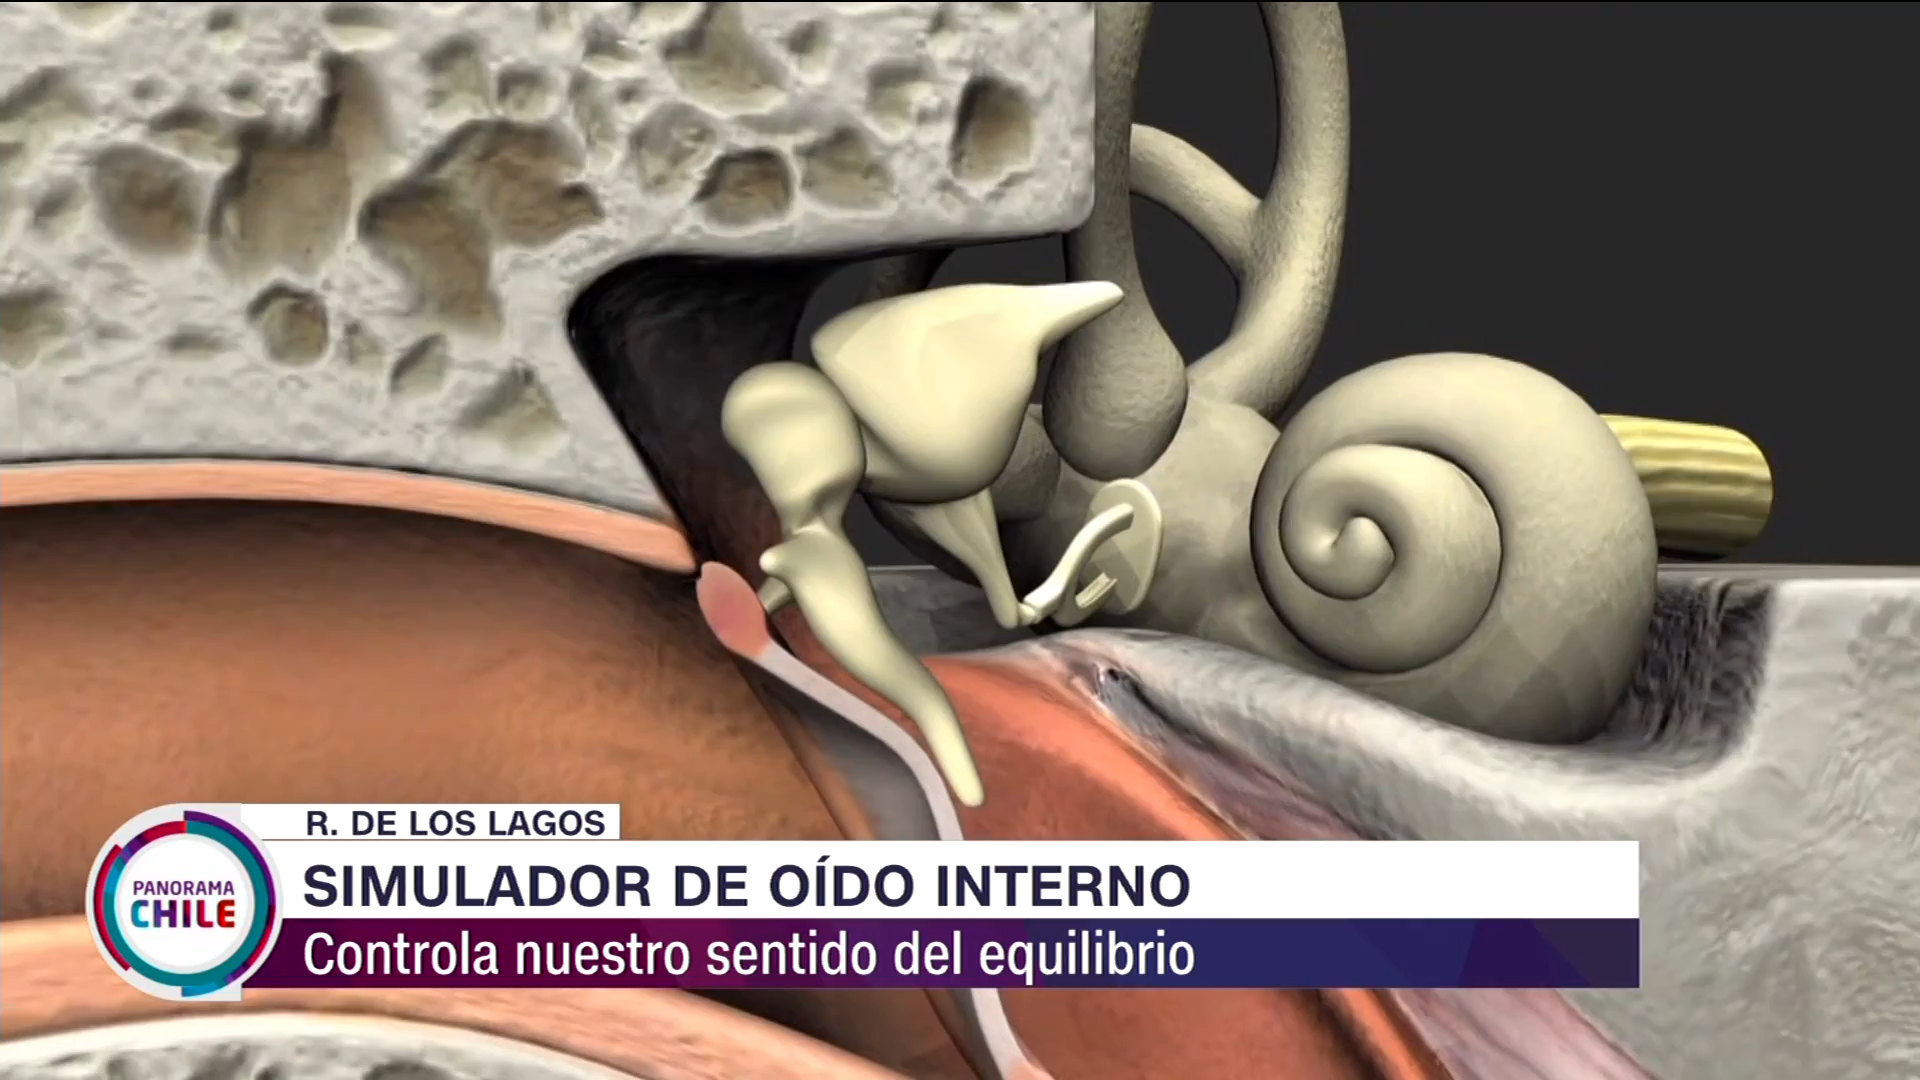 R. DE LOS LAGOS
SIMULADOR DE OÍDO INTERNO
PANORAMA
CHILE
Controla nuestro sentido del equilibrio